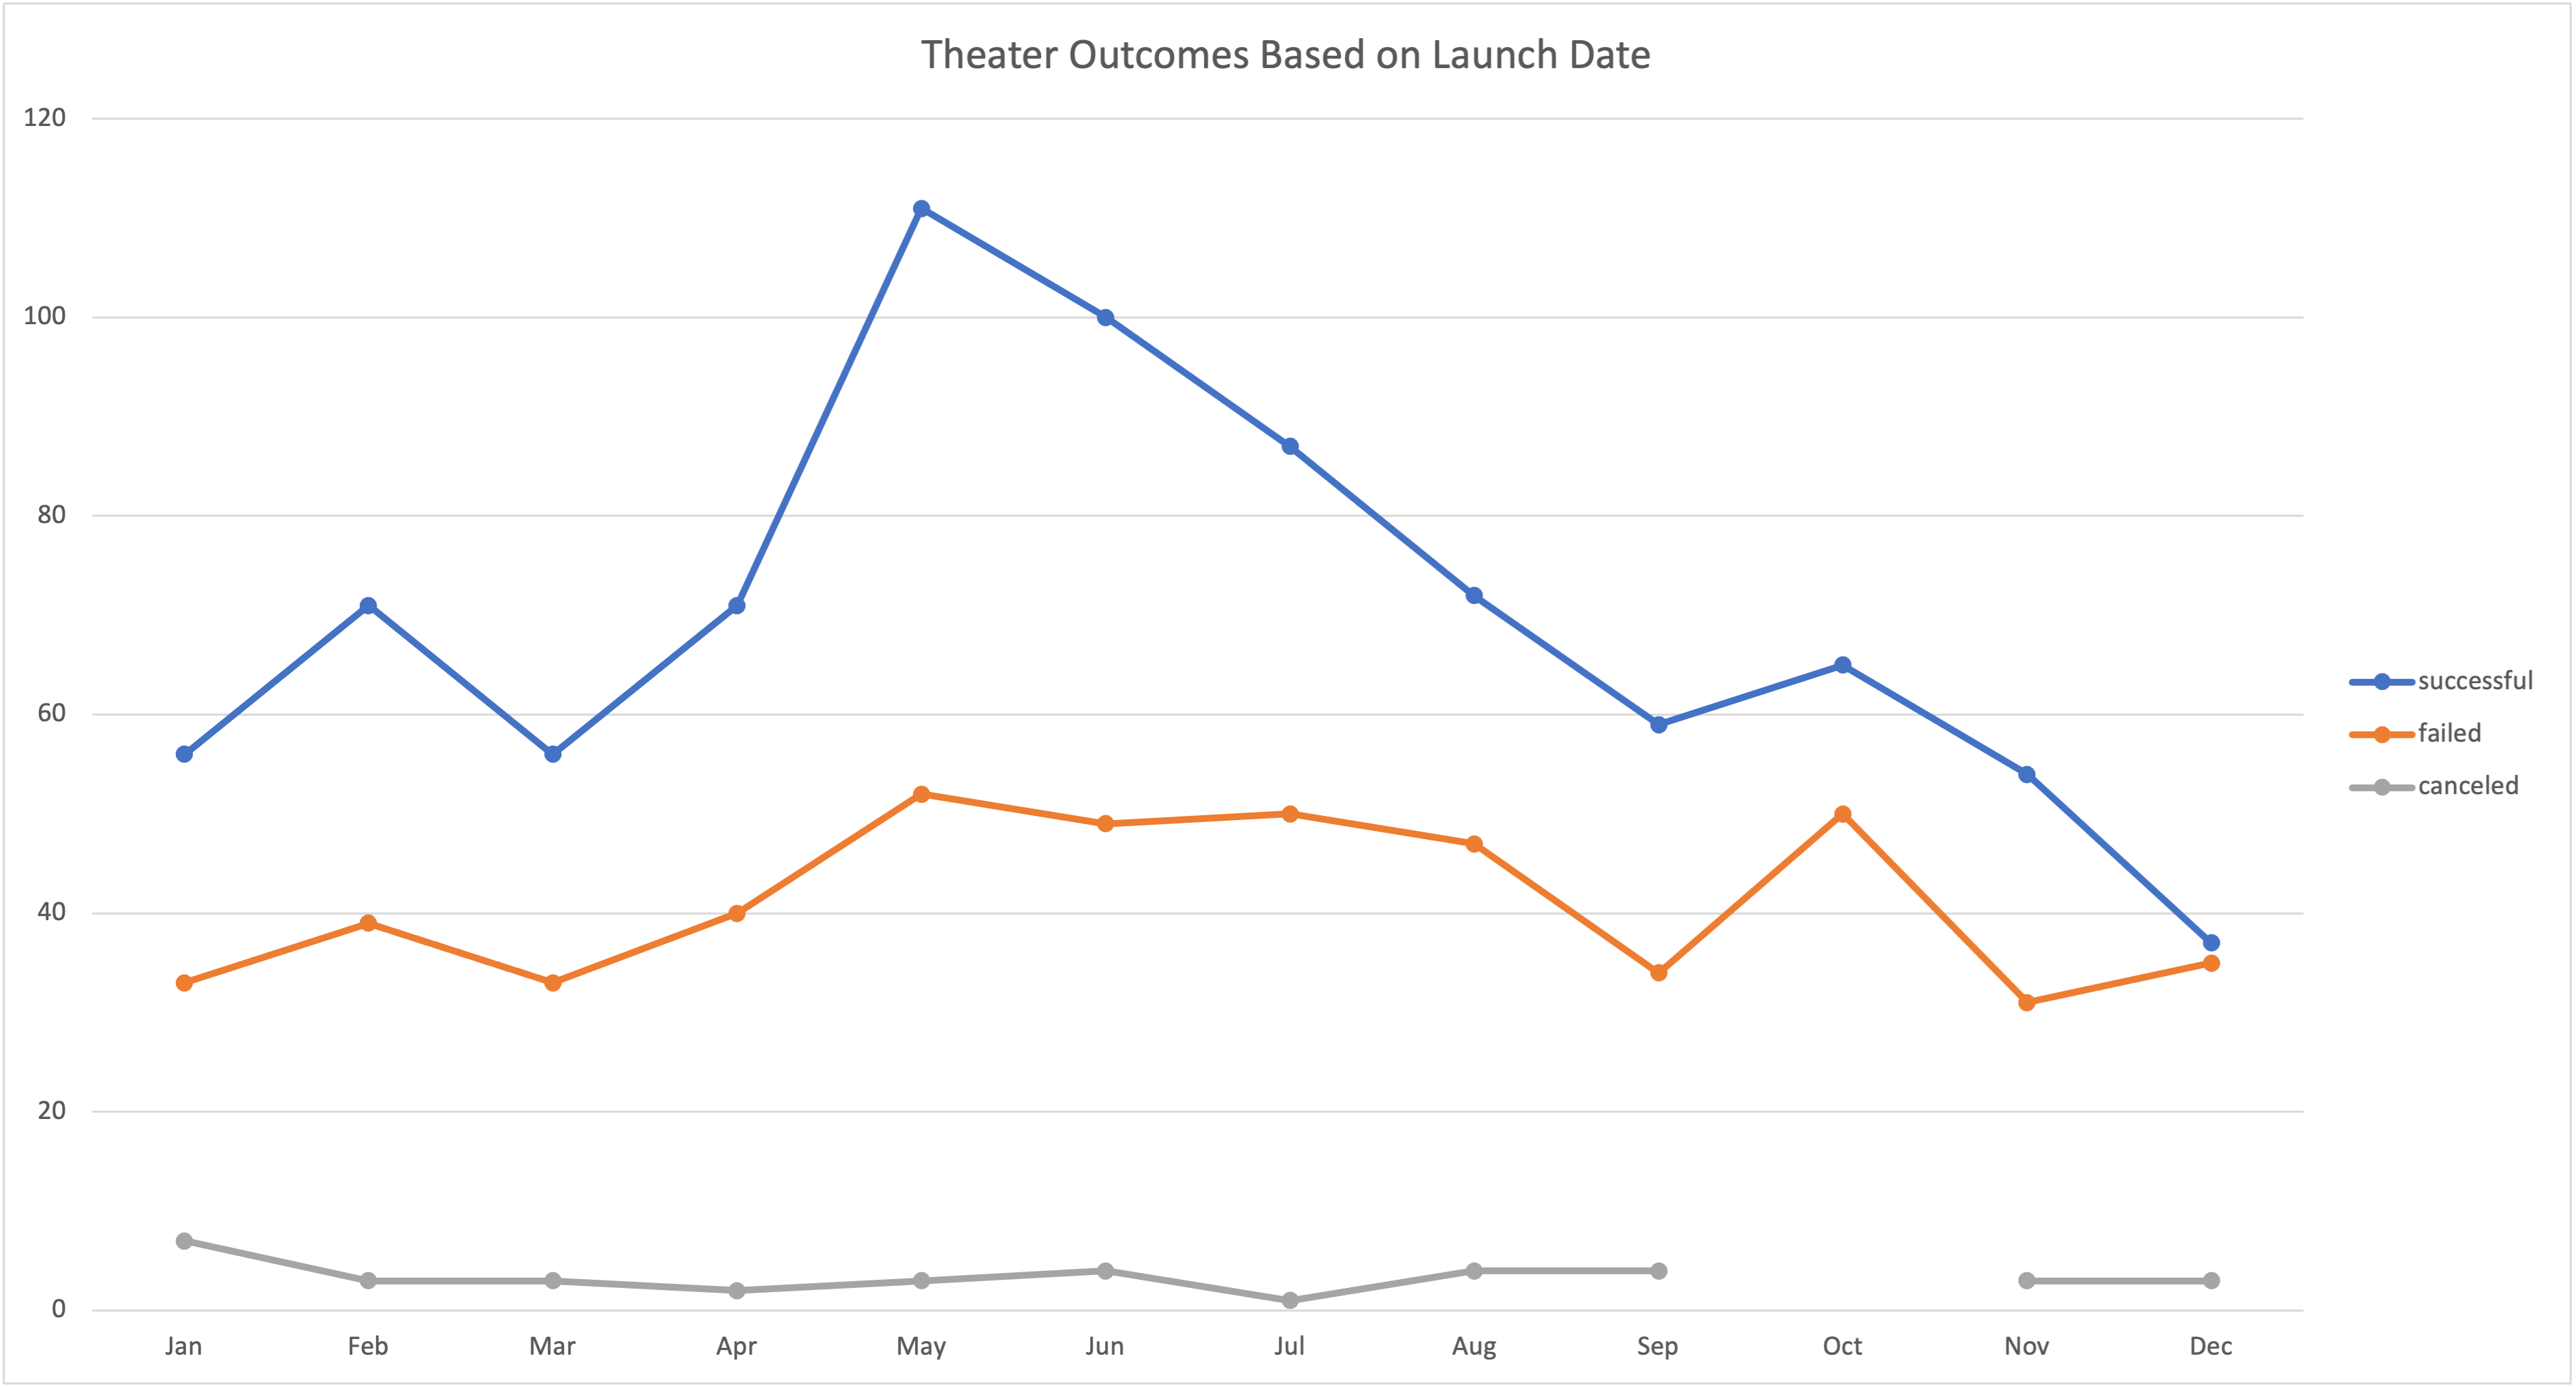 Theater Outcomes Based on Launch Date
120
100
80
60
40
20
0
Jan Feb Mar Apr May Jun Jul Aug Sep Oct Nov Dec
successful
failed
canceled